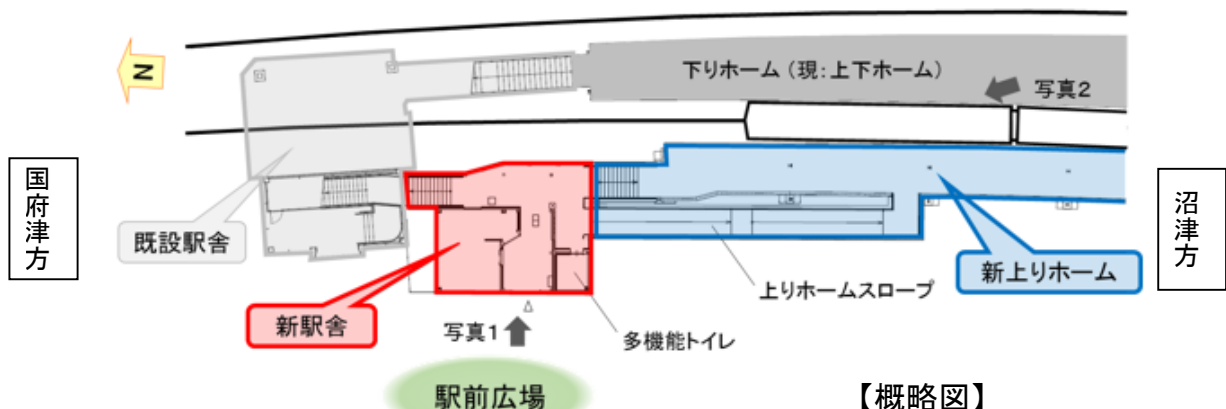 N
下りホーム（現：上下ホーム）
写真2
国府津方
沼津方
既設駅舎
新駅舎
新上りホーム
上りホームスロープ
写真1
多機能トイレ
駅前広場
【概略図】